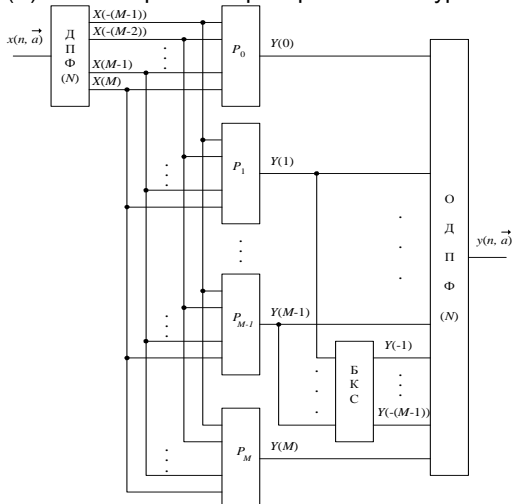 X(-(M-1))
X(-(M-2))
X(M-1)
X(M)
x(n, a)
Д П Ф (N)
P0
Y(0)
P1
Y(1)
О Д П Ф (N)
y(n, a)
PM-1
Y(M-1)
Б К С
Y(-1)
Y(-(M-1))
PM
Y(M)